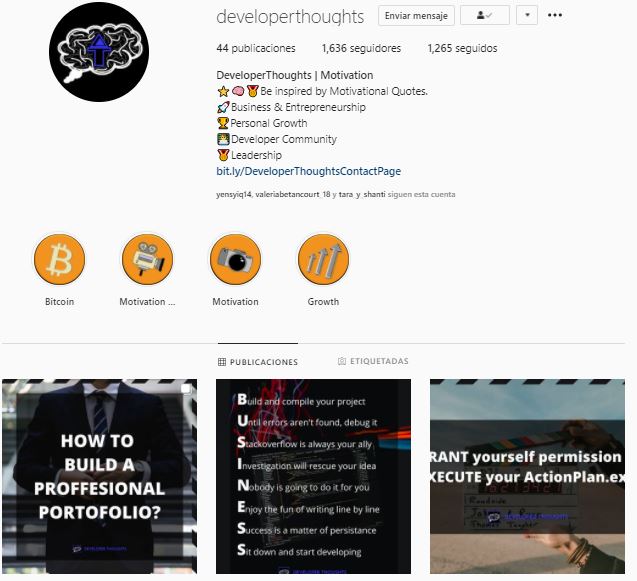 developerthoughts Enviar mensaje
44 publicaciones 1,636 seguidores 1,265 seguidos
DeveloperThoughts | Motivation
Be inspired by Motivational Quotes.
Business & Entrepreneurship
Personal Growth
Developer Community
Leadership
bit.ly/DeveloperThoughtsContactPage
yensyiq14, valeriabetancourt_18 y tara_y_shanti siguen esta cuenta
Bitcoin Motivation ... Motivation Growth
PUBLICACIONES ETIQUETADAS
HOW TO
BUILD A
PROFFESIONAL
PORTOFOLIO?
DEVELOPER THOUGHTS
Build and compile your project
Until errors aren't found, debug it
Stackoverflow is always your ally
Investigation will rescue your idea
Nobody is going to do it for you
Enjoy the fun of writing line by line
Success is a matter of persistance
Sit down and start developing
DEVELOPER THOUGHTS
RANT yourself permission
XECUTE your ActionPlan.ex
Roadside